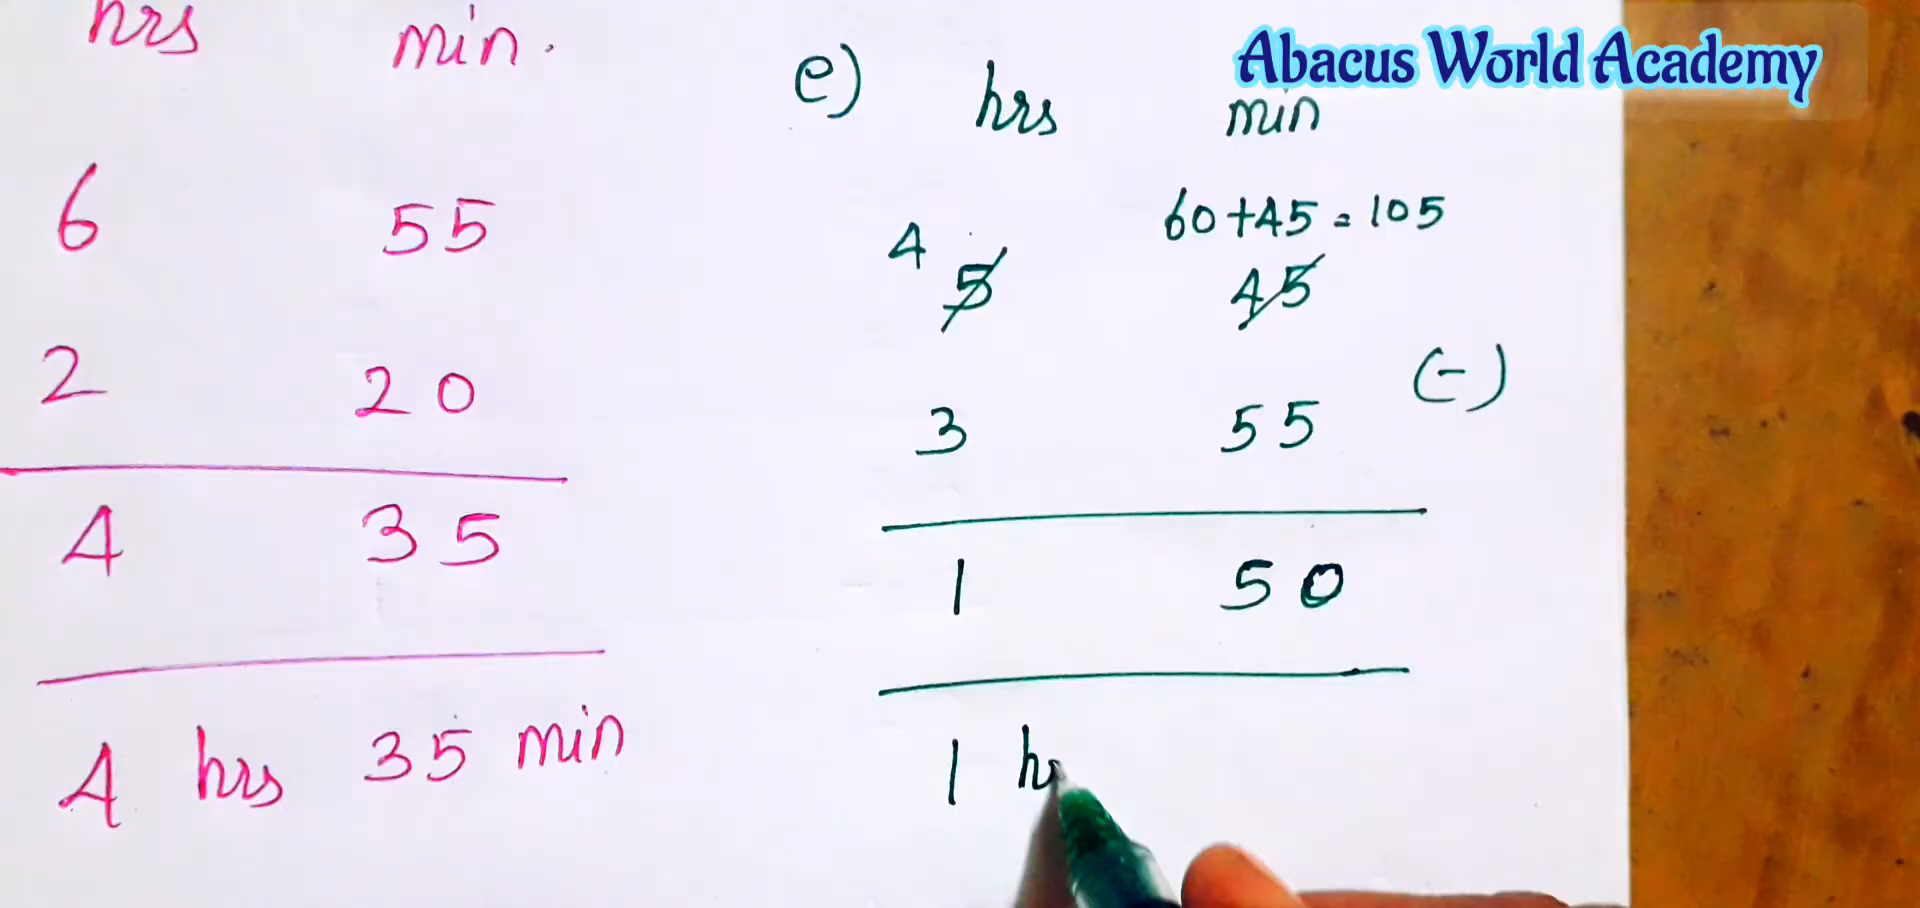 Abacus World Academy
hrs min.
6 55
2 20
4 35
4 hrs 35 min
e) hrs min
60+45=105
4 5 45
3 55 (-)
1 50
1 hr